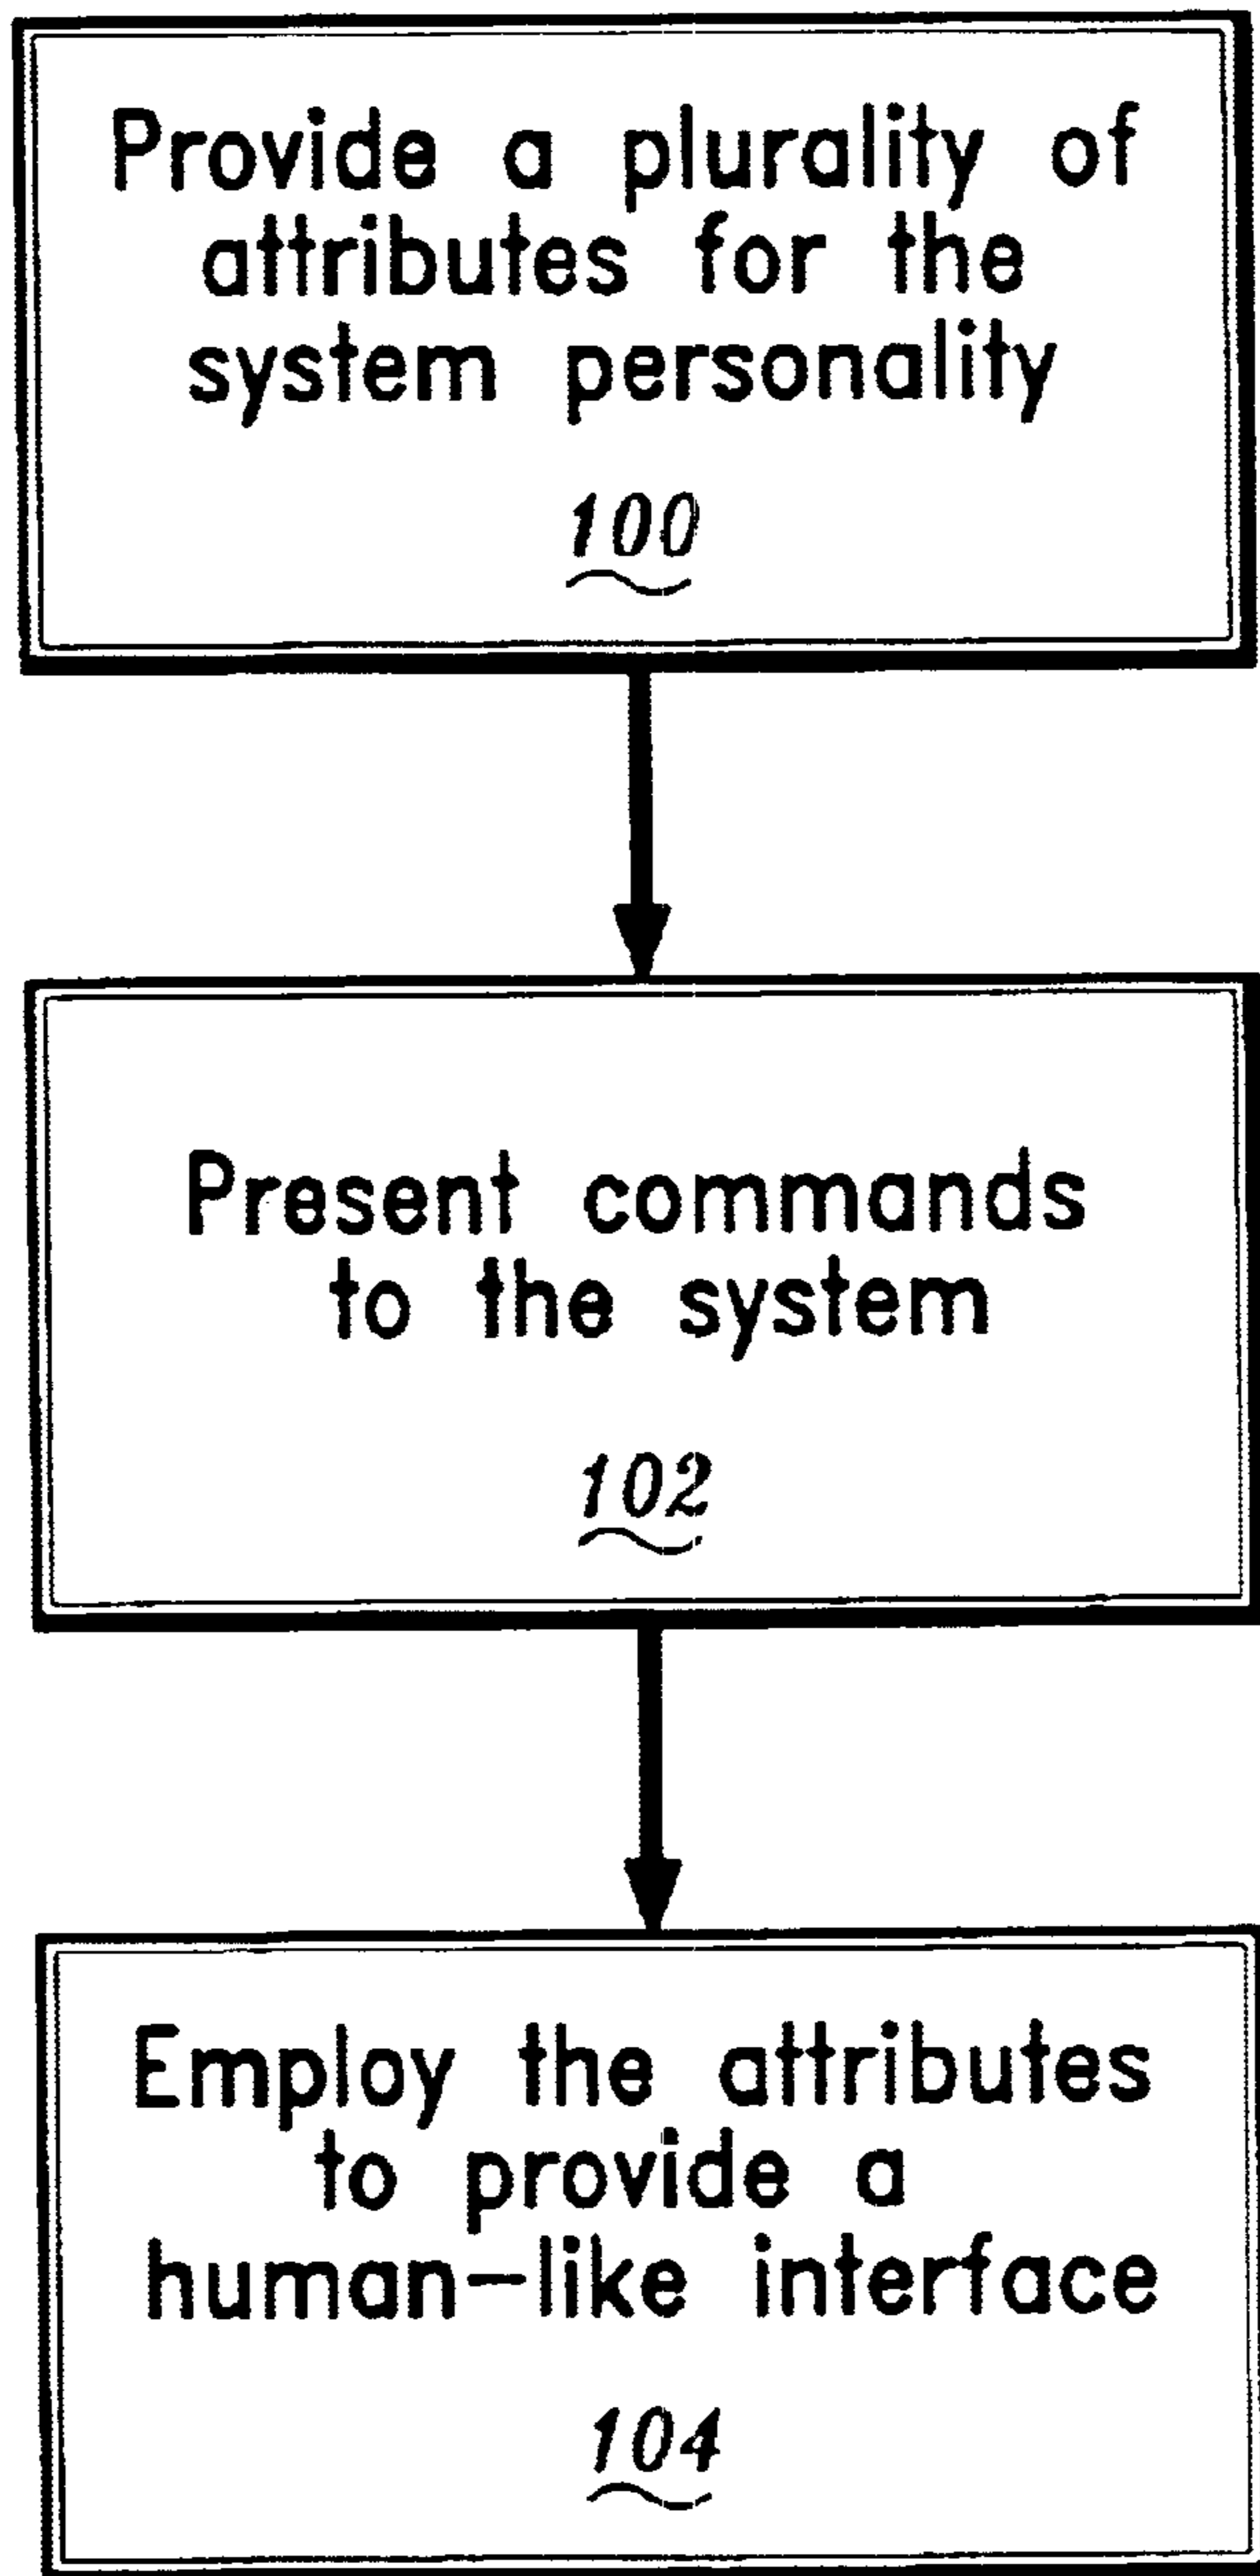 Provide a plurality of
attributes for the
system personality
100
Present commands
to the system
102
Employ the attributes
to provide a
human-like interface
104